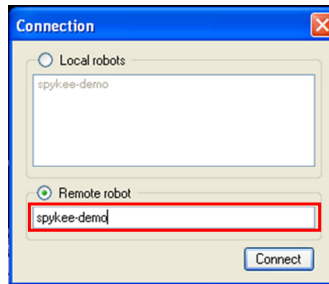 Connection
Local robots
spykee-demo
Remote robot
spykee-demo
Connect